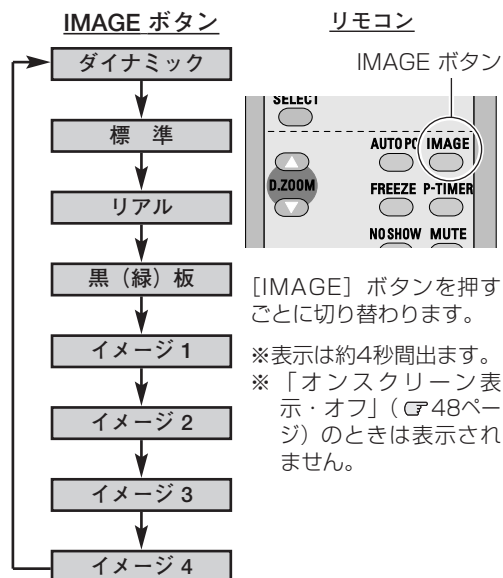 IMAGE ボタン
ダイナミック
標　準
リアル
黒（緑）板
イメージ 1
イメージ 2
イメージ 3
イメージ 4
リモコン
IMAGE ボタン
SELECT
AUTO PC IMAGE
D.ZOOM
FREEZE P-TIMER
NO SHOW MUTE
［IMAGE］ボタンを押す
ごとに切り替わります。
※表示は約4秒間出ます。
※「オンスクリーン表
示・オフ」（☞48ペー
ジ）のときは表示され
ません。